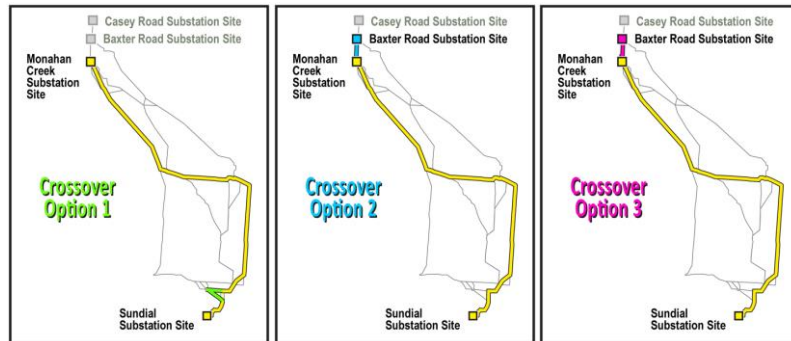 Casey Road Substation Site
Baxter Road Substation Site
Monahan
Creek
Substation
Site
Crossover
Option 1
Sundial
Substation Site
Casey Road Substation Site
Baxter Road Substation Site
Monahan
Creek
Substation
Site
Crossover
Option 2
Sundial
Substation Site
Casey Road Substation Site
Baxter Road Substation Site
Monahan
Creek
Substation
Site
Crossover
Option 3
Sundial
Substation Site